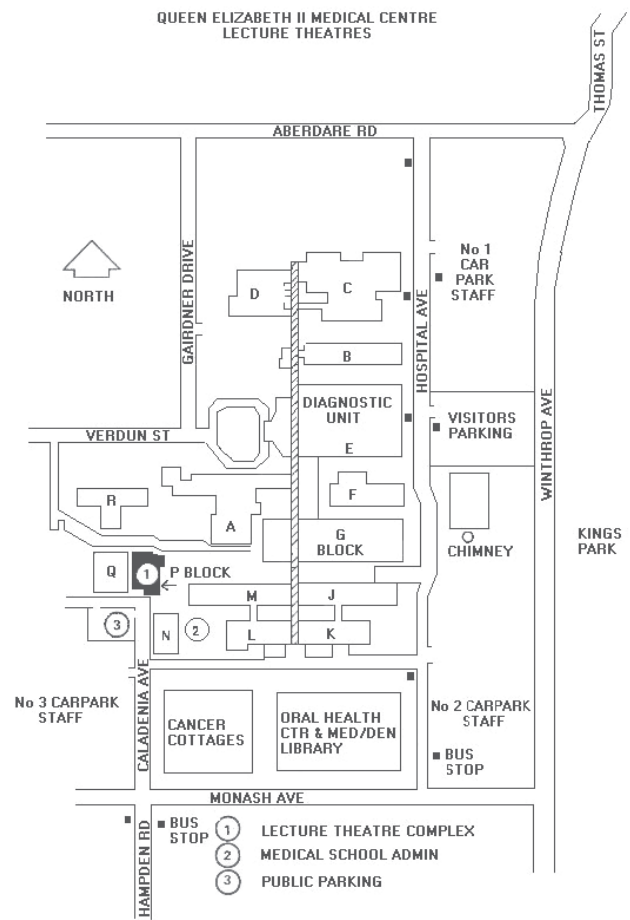 QUEEN ELIZABETH II MEDICAL CENTRE
LECTURE THEATRES
THOMAS ST
ABERDARE RD
GAIRDNER DRIVE
NORTH
No 1
CAR
PARK
STAFF
D
C
B
HOSPITAL AVE
WINTHROP AVE
DIAGNOSTIC
UNIT
E
VISITORS
PARKING
VERDUN ST
R
A
F
G
BLOCK
CHIMNEY
KINGS
PARK
Q
1
P BLOCK
M
J
3
N
2
L
K
CALADENIA AVE
No 3 CARPARK
STAFF
CANCER
COTTAGES
ORAL HEALTH
CTR & MED/DEN
LIBRARY
No 2 CARPARK
STAFF
BUS
STOP
MONASH AVE
HAMPDEN RD
BUS
STOP
1 LECTURE THEATRE COMPLEX
2 MEDICAL SCHOOL ADMIN
3 PUBLIC PARKING